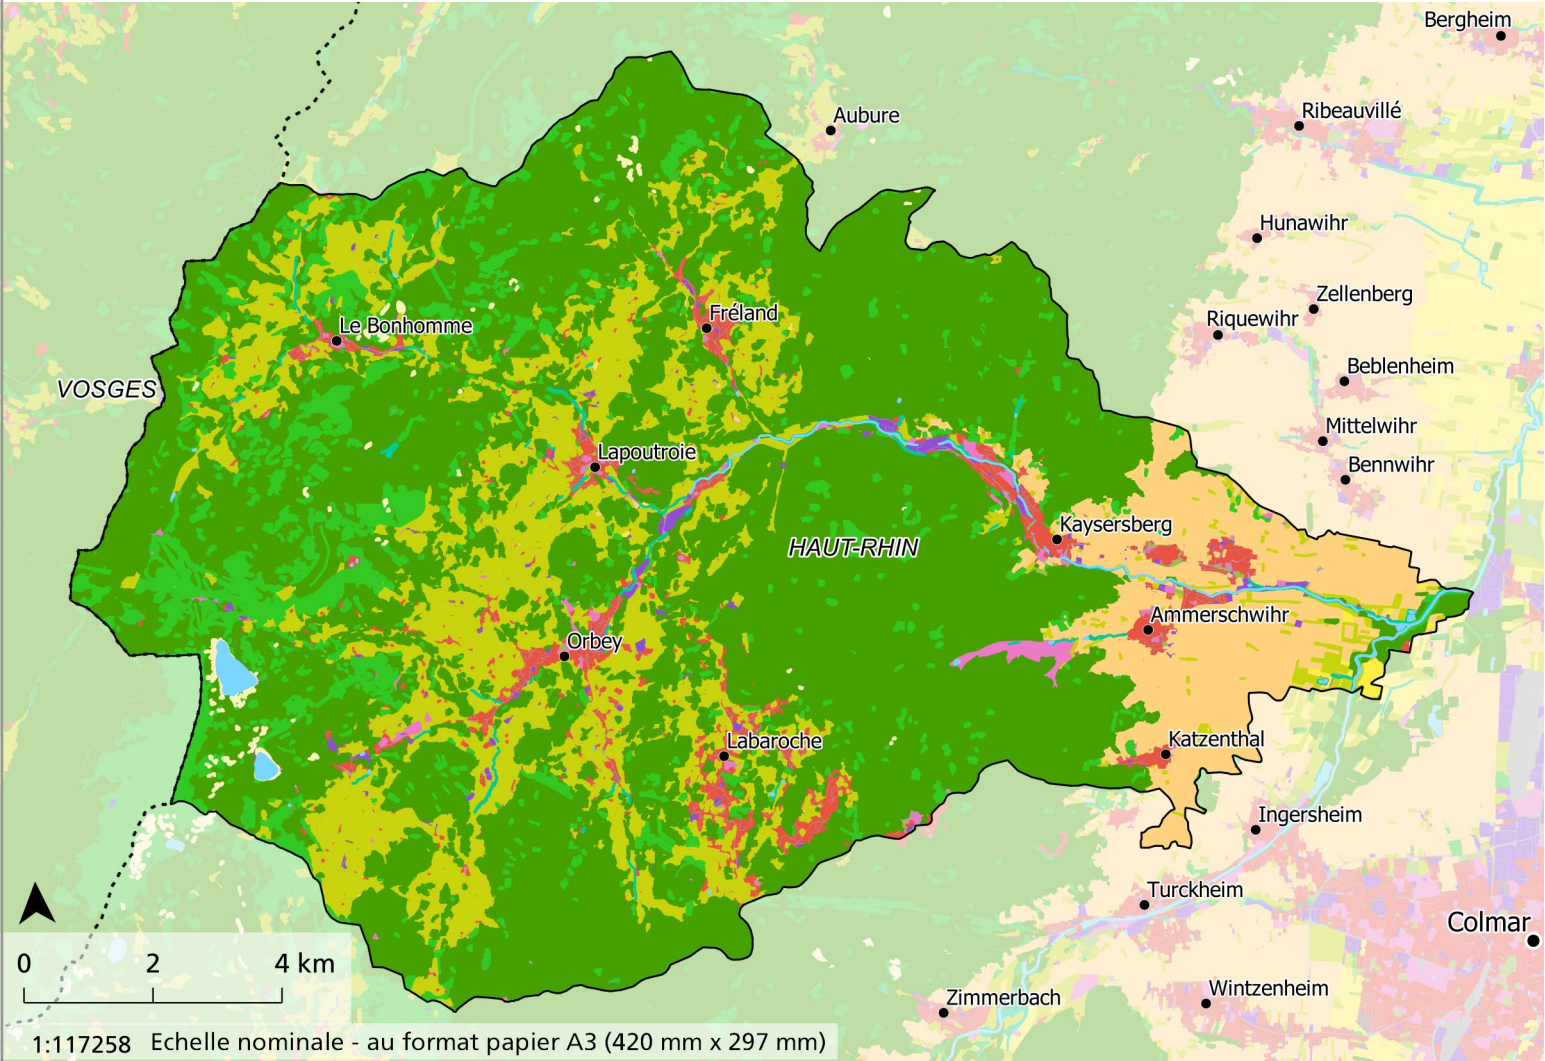 Bergheim
Ribeauvillé
Aubure
Hunawihr
Zellenberg
Fréland
Riquewihr
Le Bonhomme
Beblenheim
VOSGES
Mittelwihr
Lapoutroie
Bennwihr
Kaysersberg
HAUT-RHIN
Ammerschwihr
Orbey
Labaroche
Katzenthal
Ingersheim
Turckheim
Colmar
0 2 4 km
Wintzenheim
Zimmerbach
1:117258 Echelle nominale - au format papier A3 (420 mm x 297 mm)